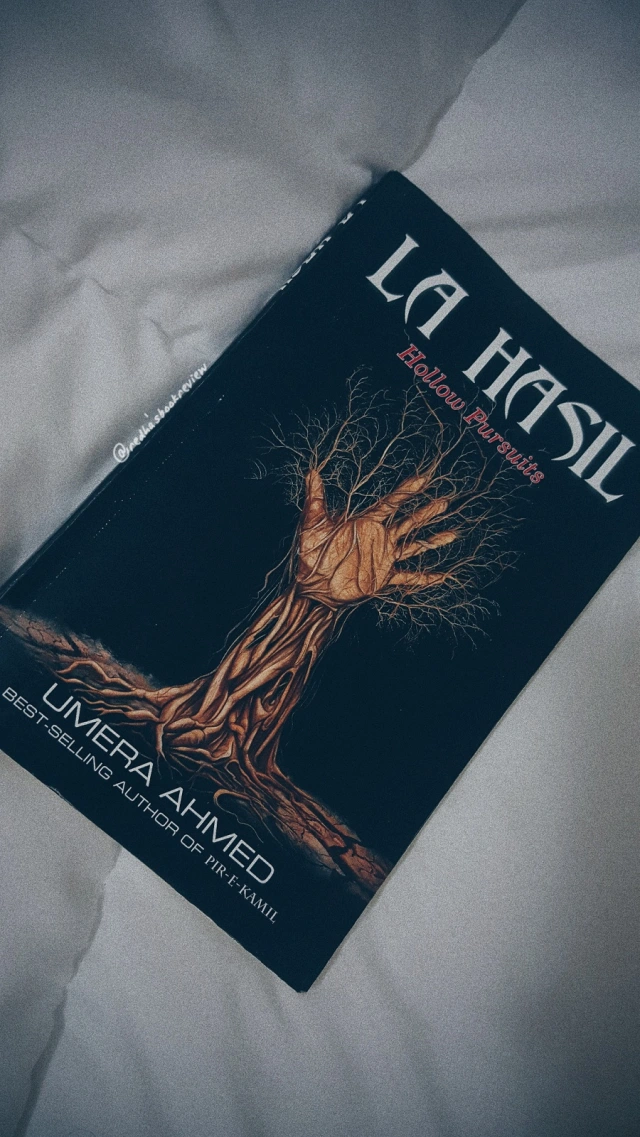 LA HASIL
Hollow Pursuits
UMERA AHMED
BEST-SELLING AUTHOR OF PIR-E-KAMIL